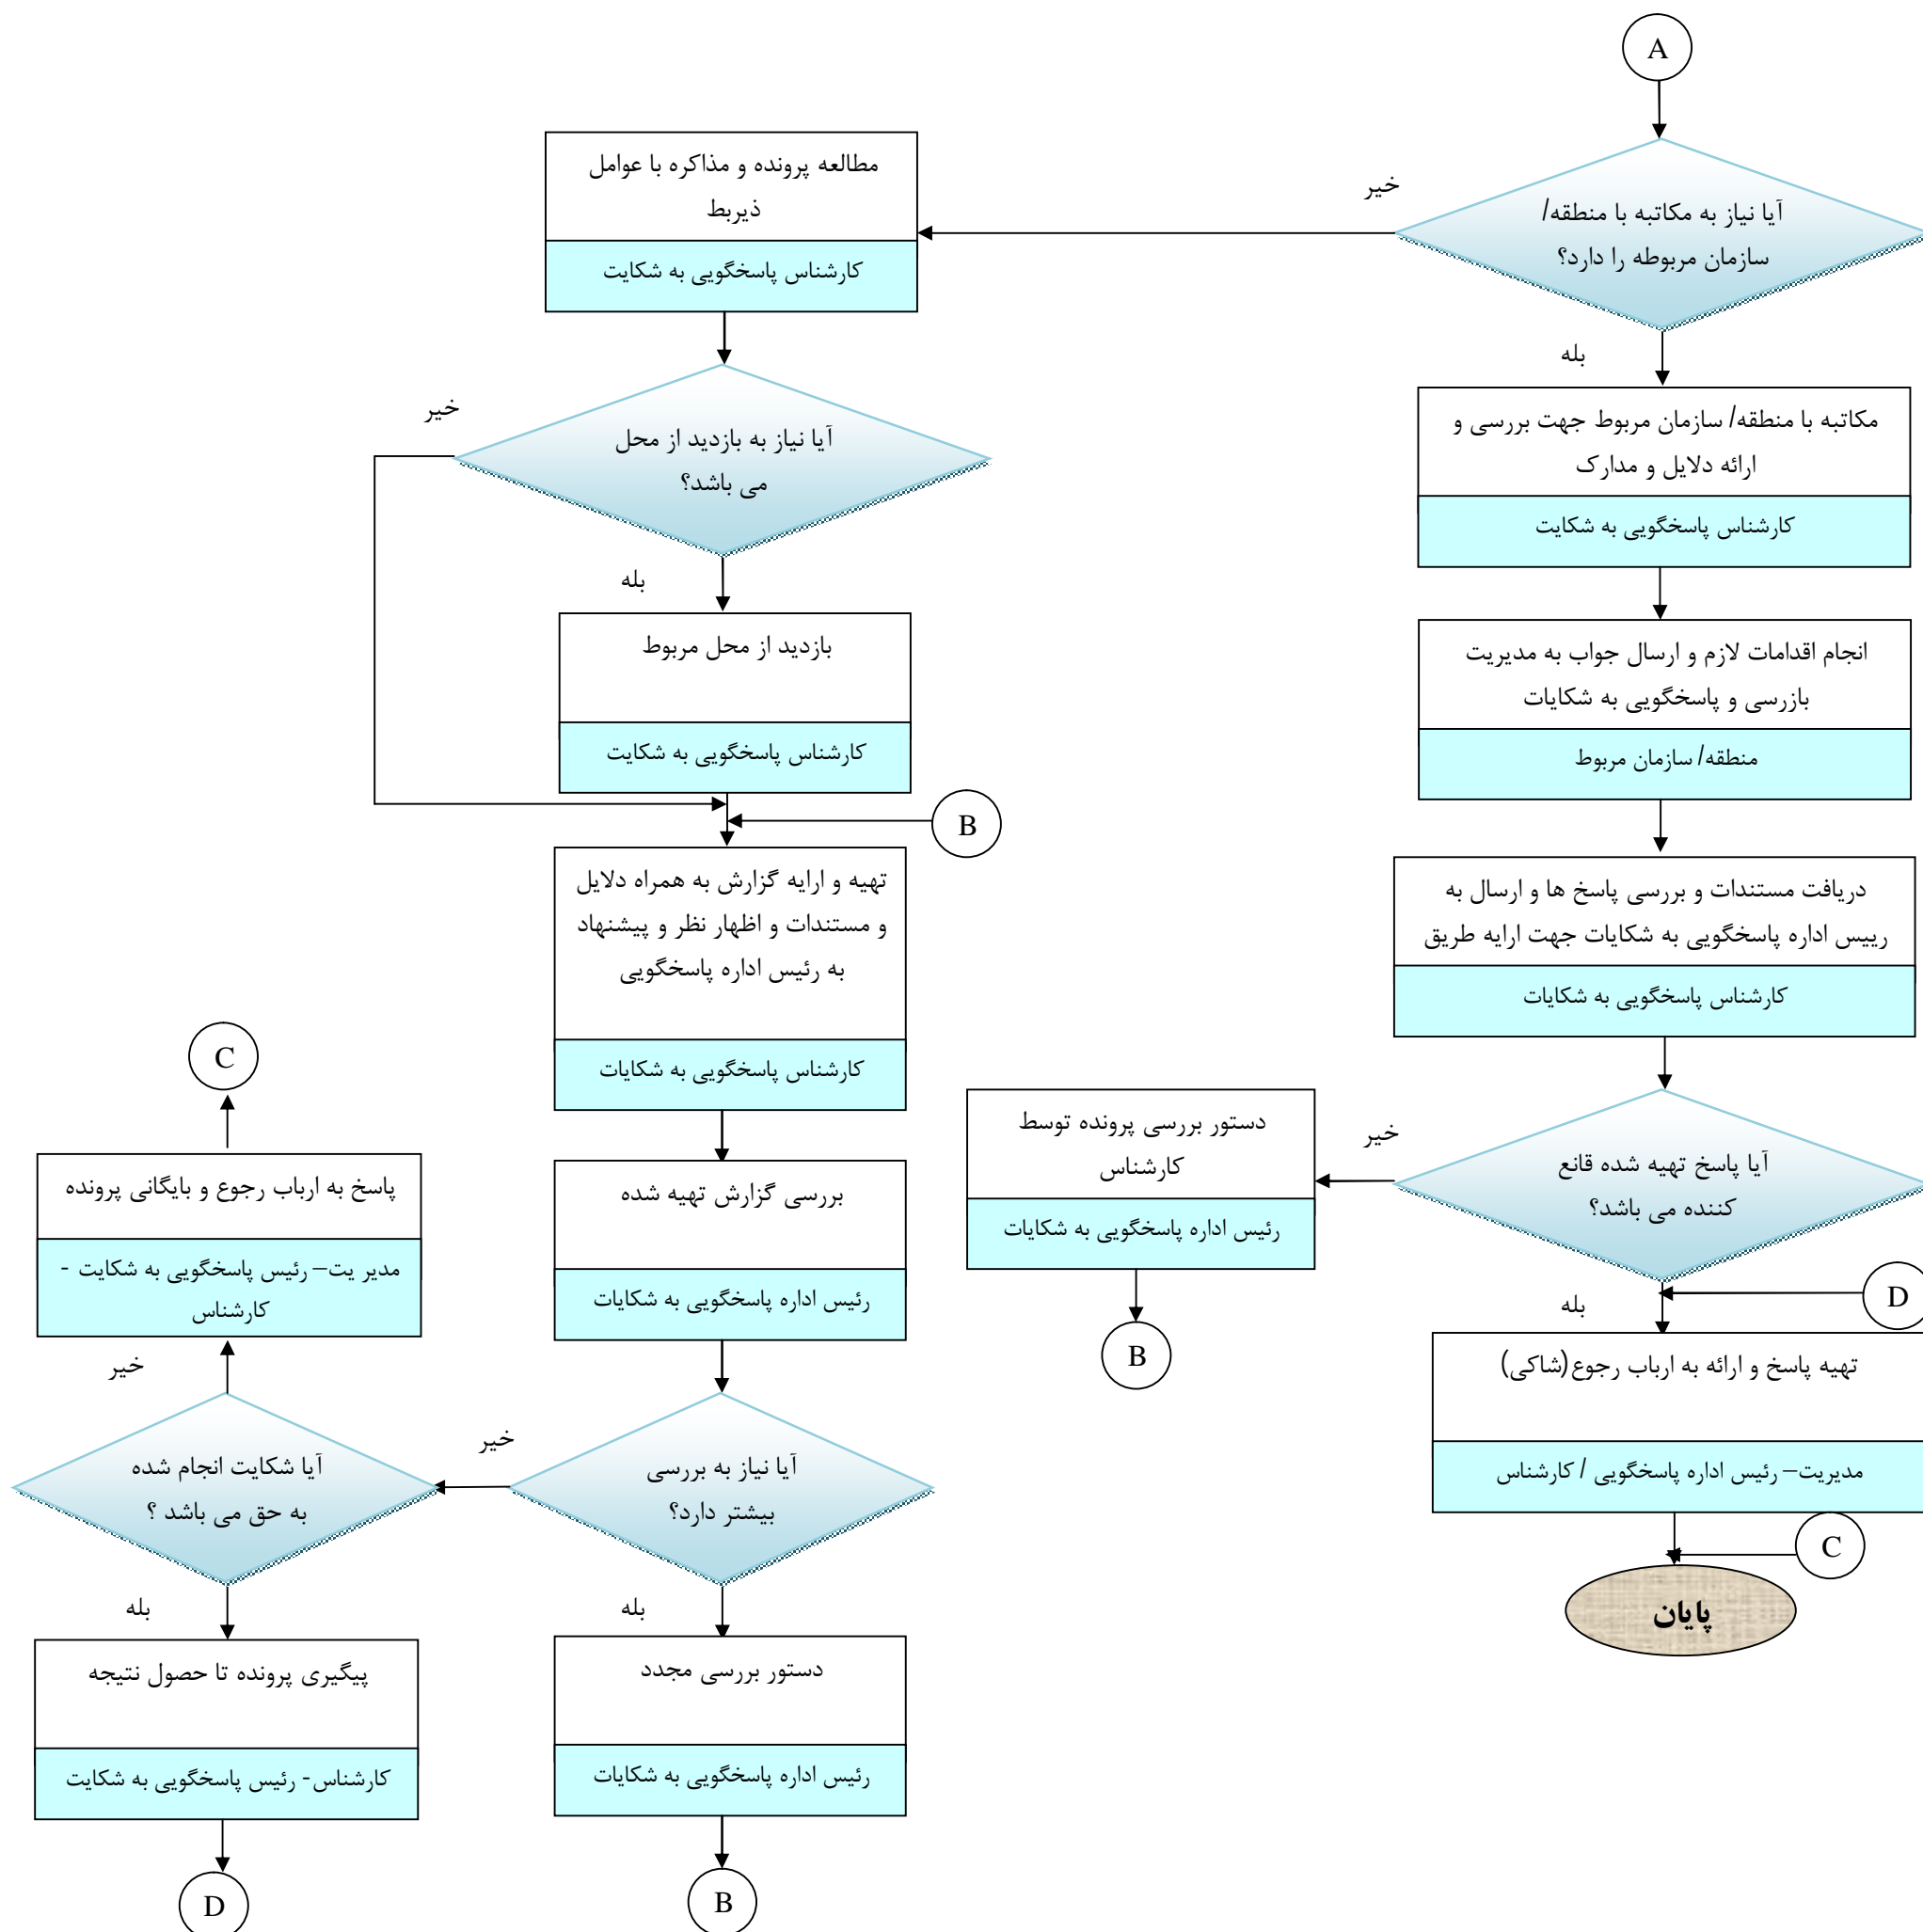 A
آیا نیاز به مکاتبه با منطقه/
سازمان مربوطه را دارد؟
خیر
بله
مکاتبه با منطقه/ سازمان مربوط جهت بررسی و
ارائه دلایل و مدارک
کارشناس پاسخگویی به شکایت
انجام اقدامات لازم و ارسال جواب به مدیریت
بازرسی و پاسخگویی به شکایات
منطقه/ سازمان مربوط
دریافت مستندات و بررسی پاسخ ها و ارسال به
رییس اداره پاسخگویی به شکایات جهت ارایه طریق
کارشناس پاسخگویی به شکایات
آیا پاسخ تهیه شده قانع
کننده می باشد؟
خیر
بله
D
تهیه پاسخ و ارائه به ارباب رجوع(شاکی)
مدیریت– رئیس اداره پاسخگویی / کارشناس
C
پایان
دستور بررسی پرونده توسط
کارشناس
رئیس اداره پاسخگویی به شکایات
B
مطالعه پرونده و مذاکره با عوامل
ذیربط
کارشناس پاسخگویی به شکایت
آیا نیاز به بازدید از محل
می باشد؟
خیر
بله
بازدید از محل مربوط
کارشناس پاسخگویی به شکایت
B
تهیه و ارایه گزارش به همراه دلایل
و مستندات و اظهار نظر و پیشنهاد
به رئیس اداره پاسخگویی
کارشناس پاسخگویی به شکایات
بررسی گزارش تهیه شده
رئیس اداره پاسخگویی به شکایات
آیا نیاز به بررسی
بیشتر دارد؟
خیر
بله
دستور بررسی مجدد
رئیس اداره پاسخگویی به شکایات
B
C
پاسخ به ارباب رجوع و بایگانی پرونده
مدیر یت– رئیس پاسخگویی به شکایت -
کارشناس
خیر
آیا شکایت انجام شده
به حق می باشد ؟
بله
پیگیری پرونده تا حصول نتیجه
کارشناس- رئیس پاسخگویی به شکایت
D